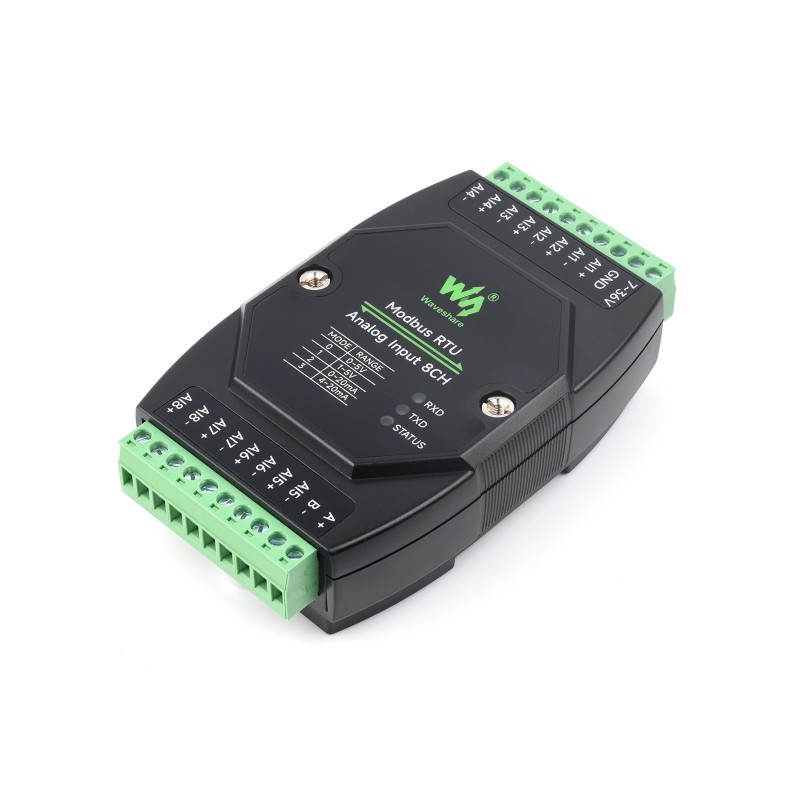 AI4-
AI4+
AI3-
AI3+
AI2-
AI2+
AI1-
AI1+
GND
7~36V
®
Waveshare
Modbus RTU
Analog Input 8CH
MODE RANGE
0 0-5V
1 1-5V
2 0-20mA
3 4-20mA
RXD
TXD
STATUS
AI8+
AI8-
AI7+
AI7-
AI6+
AI6-
AI5+
AI5-
B-
A+